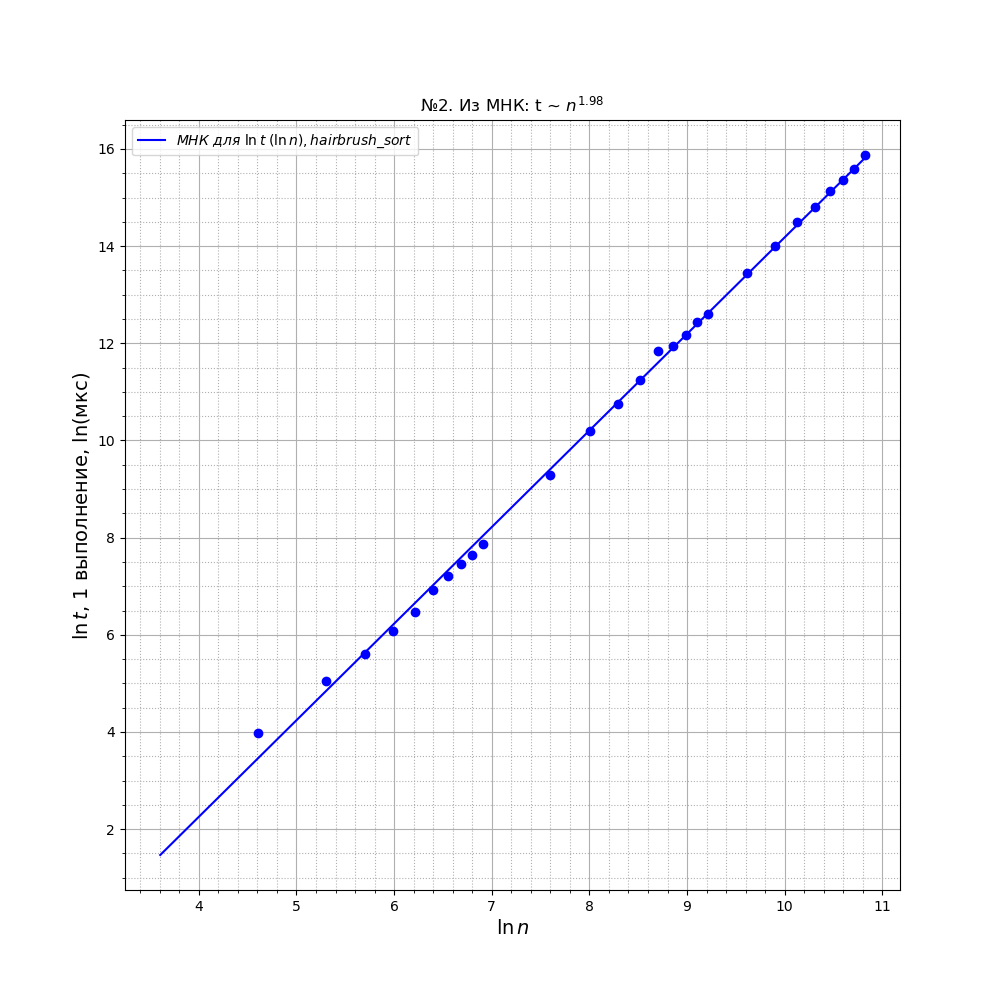 №2. Из МНК: t ~ n^1.98
МНК для ln t (ln n), hairbrush_sort
16
14
12
10
8
6
4
2
ln t, 1 выполнение, ln(мкс)
4 5 6 7 8 9 10 11
ln n